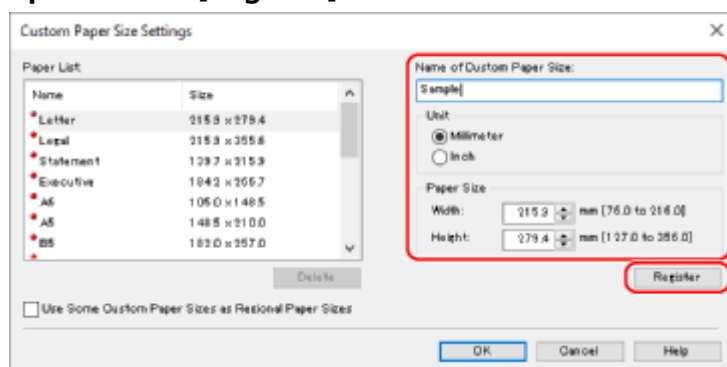 Custom Paper Size Settings
Paper List:
Name Size
Letter 215.9 x 279.4
Legal 215.9 x 355.6
Statement 139.7 x 215.9
Executive 184.2 x 266.7
A6 105.0 x 148.5
A5 148.5 x 210.0
B5 182.0 x 257.0
Delete
Use Some Custom Paper Sizes as Regional Paper Sizes
Name of Custom Paper Size:
Sample
Unit
Millimeter
Inch
Paper Size
Width: 215.9 mm [76.0 to 216.0]
Height: 279.4 mm [127.0 to 356.0]
Register
OK Cancel Help